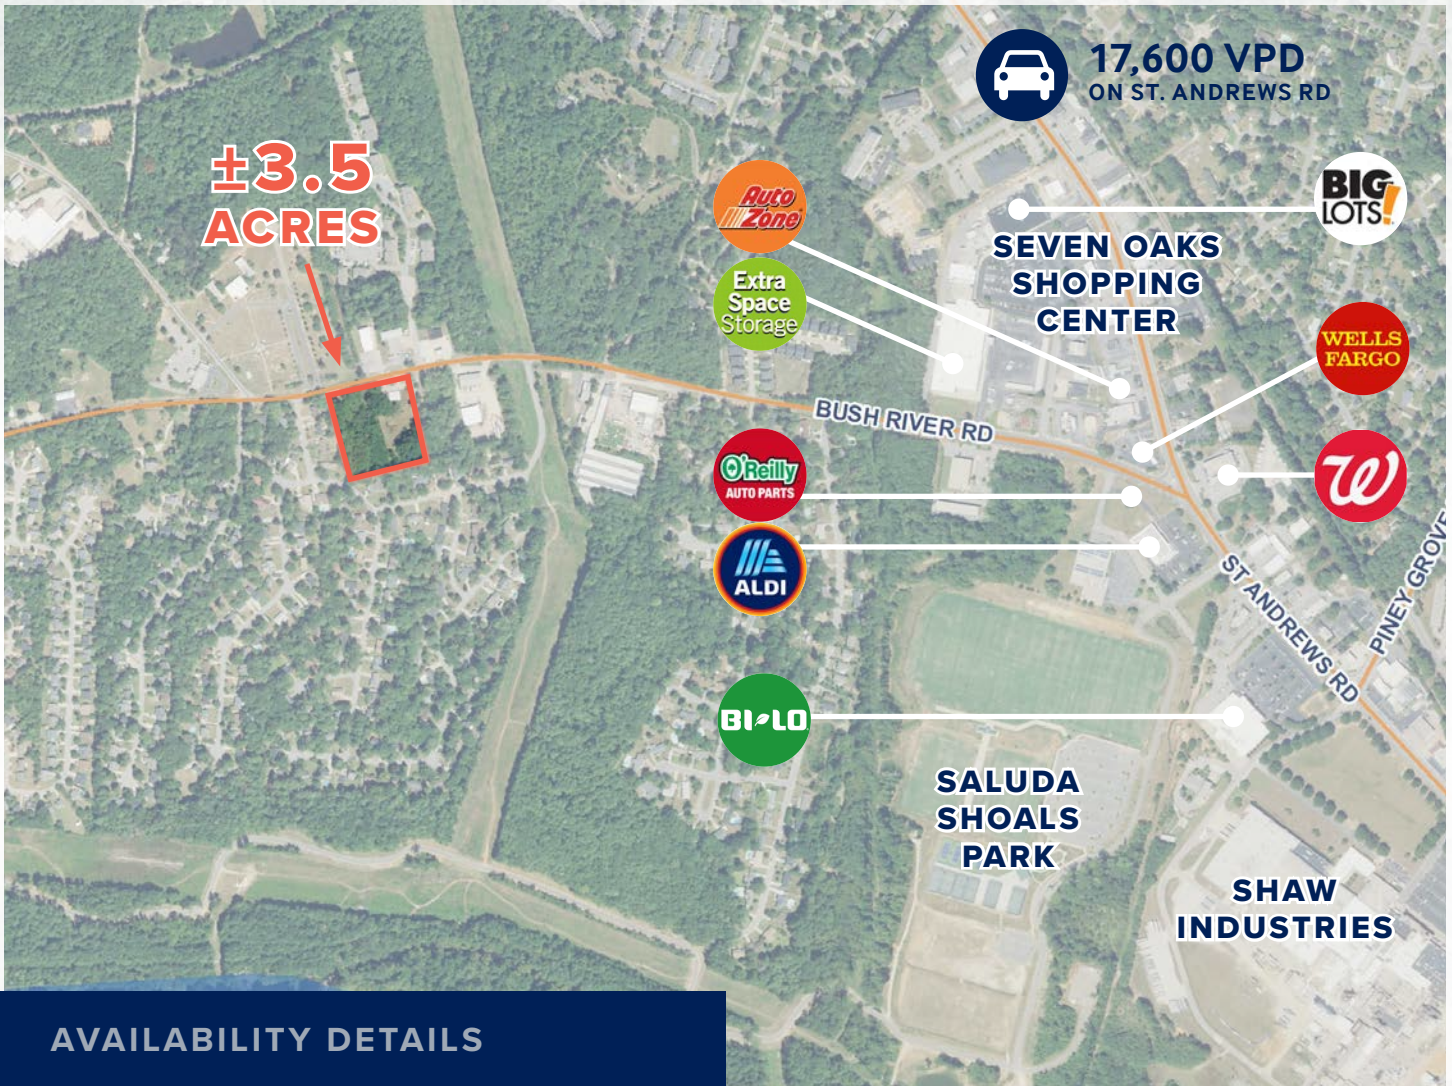 17,600 VPD
ON ST. ANDREWS RD
±3.5
ACRES
Auto
Zone
BIG
LOTS!
SEVEN OAKS
SHOPPING
CENTER
Extra
Space
Storage
WELLS
FARGO
BUSH RIVER RD
O'Reilly
AUTO PARTS
W
ALDI
ST ANDREWS RD
PINEY GROVE
BI-LO
SALUDA
SHOALS
PARK
SHAW
INDUSTRIES
AVAILABILITY DETAILS